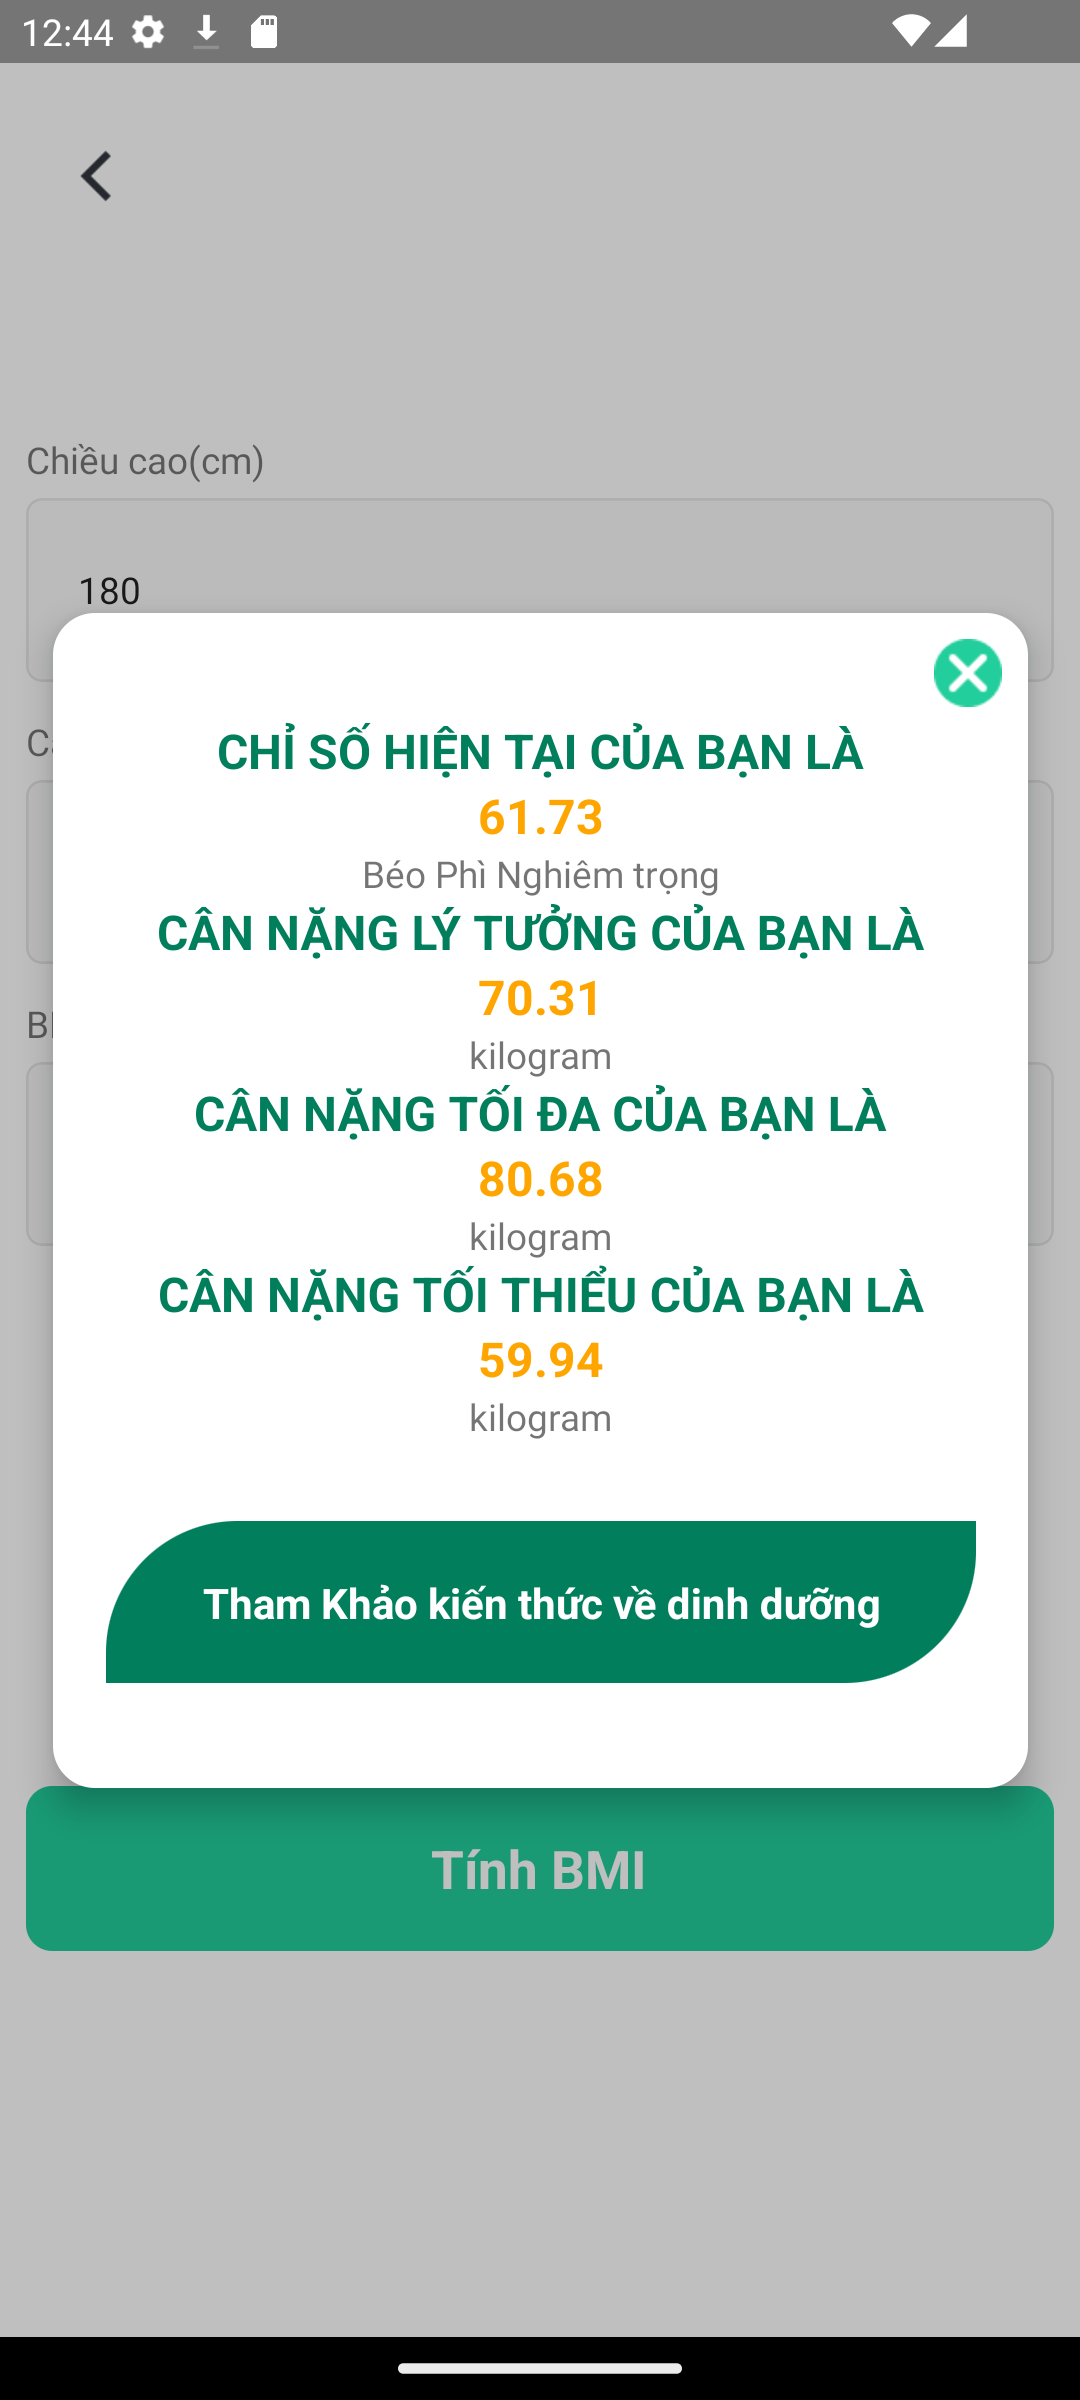 12:44
Chiều cao(cm)
180
CHỈ SỐ HIỆN TẠI CỦA BẠN LÀ
61.73
Béo Phì Nghiêm trọng
CÂN NẶNG LÝ TƯỞNG CỦA BẠN LÀ
70.31
kilogram
CÂN NẶNG TỐI ĐA CỦA BẠN LÀ
80.68
kilogram
CÂN NẶNG TỐI THIỂU CỦA BẠN LÀ
59.94
kilogram
Tham Khảo kiến thức về dinh dưỡng
Tính BMI